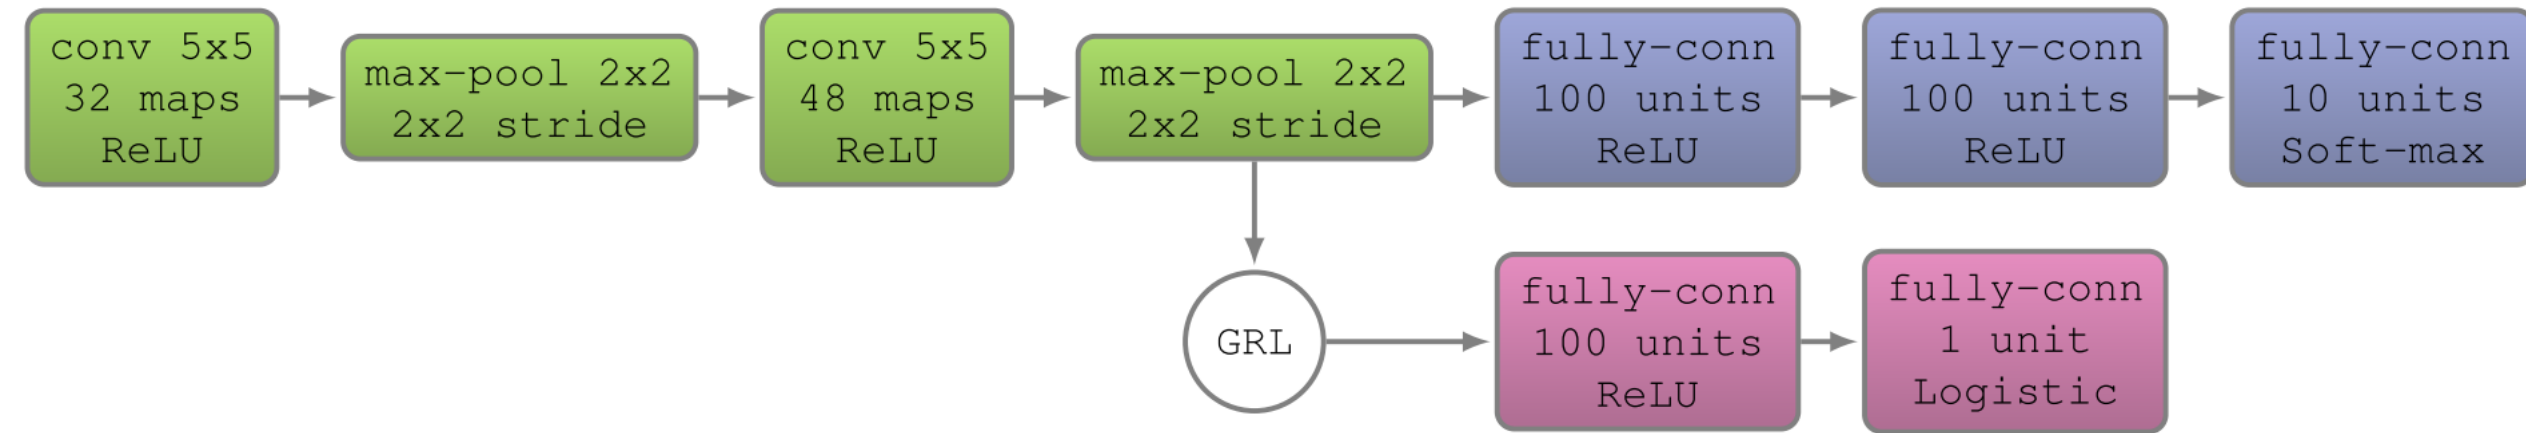 conv 5x5
32 maps
ReLU
max-pool 2x2
2x2 stride
conv 5x5
48 maps
ReLU
max-pool 2x2
2x2 stride
fully-conn
100 units
ReLU
fully-conn
100 units
ReLU
fully-conn
10 units
Soft-max
GRL
fully-conn
100 units
ReLU
fully-conn
1 unit
Logistic